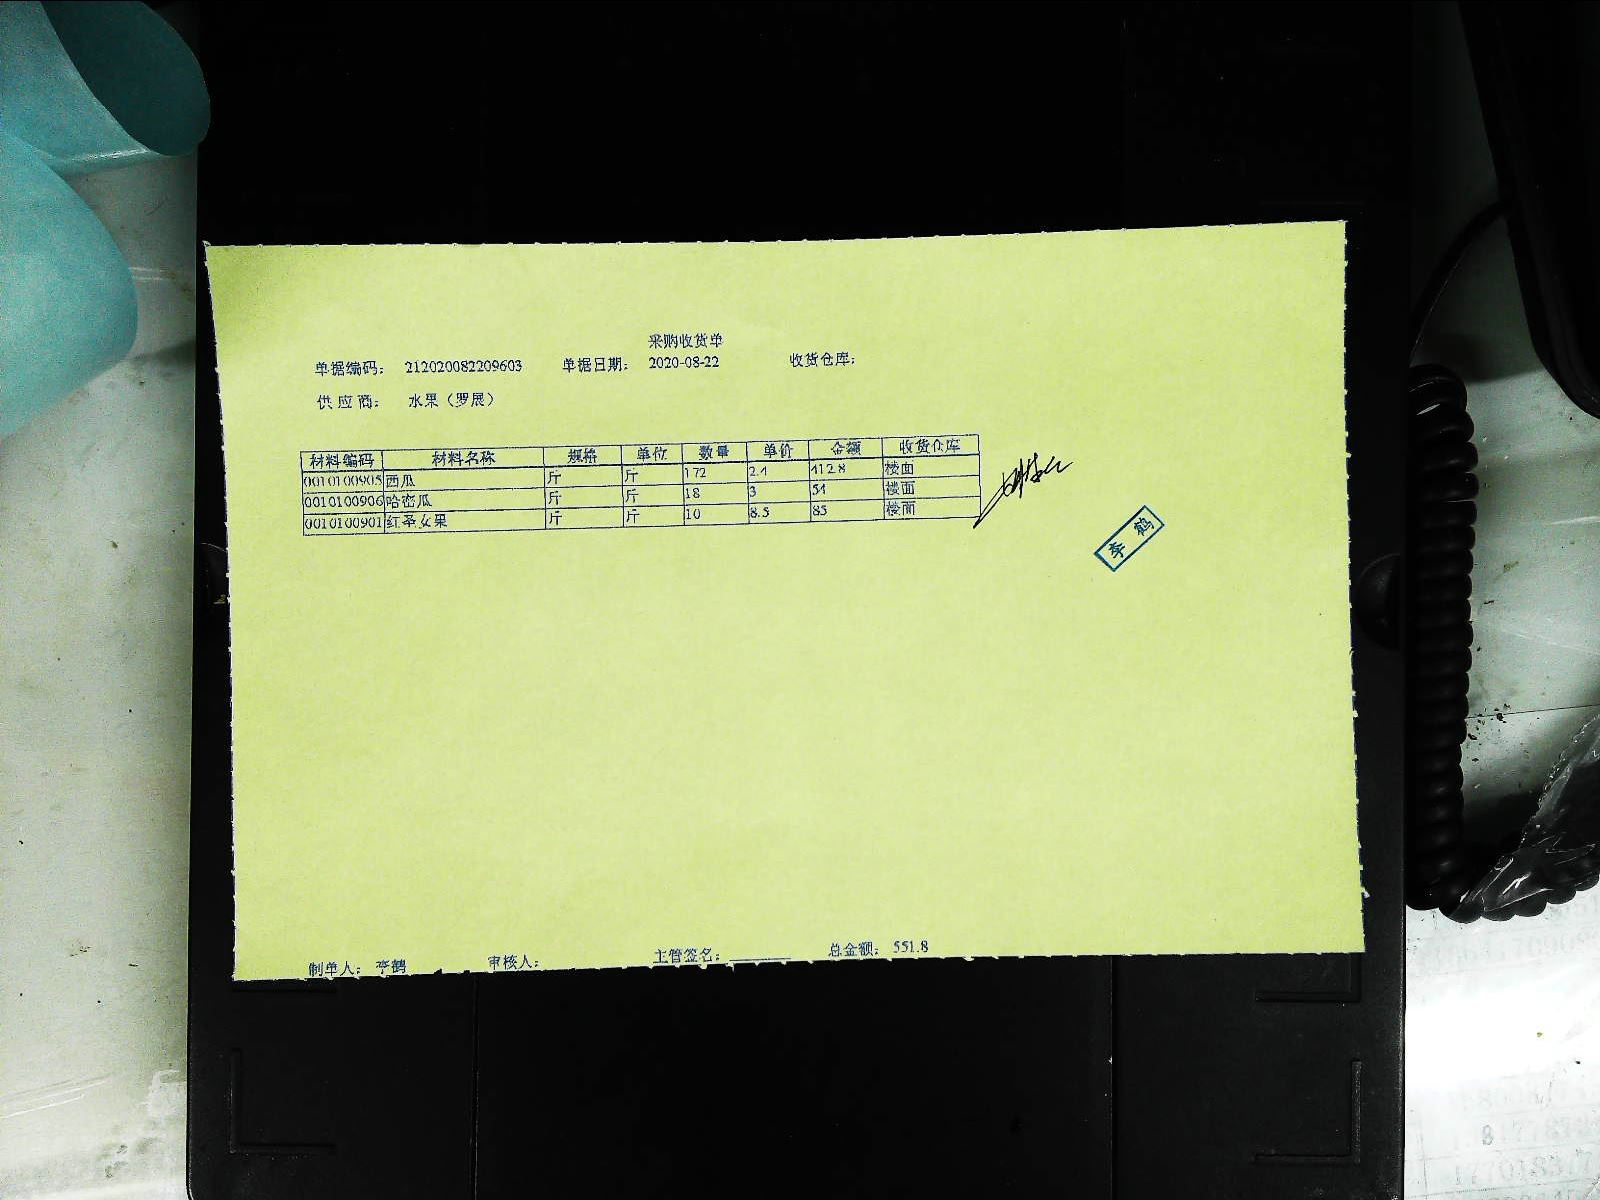 采购收货单
单据编码： 212020082209603 单据日期： 2020-08-22 收货仓库：
供应商： 水果（罗展）
材料编码 材料名称 规格 单位 数量 单价 金额 收货仓库
0010100905 西瓜 斤 斤 172 2.4 412.8 楼面
0010100906 哈密瓜 斤 斤 18 3 54 楼面
0010100901 红圣女果 斤 斤 10 8.5 85 楼面
李鹤
制单人： 李鹤 审核人： 主管签名：______ 总金额： 551.8